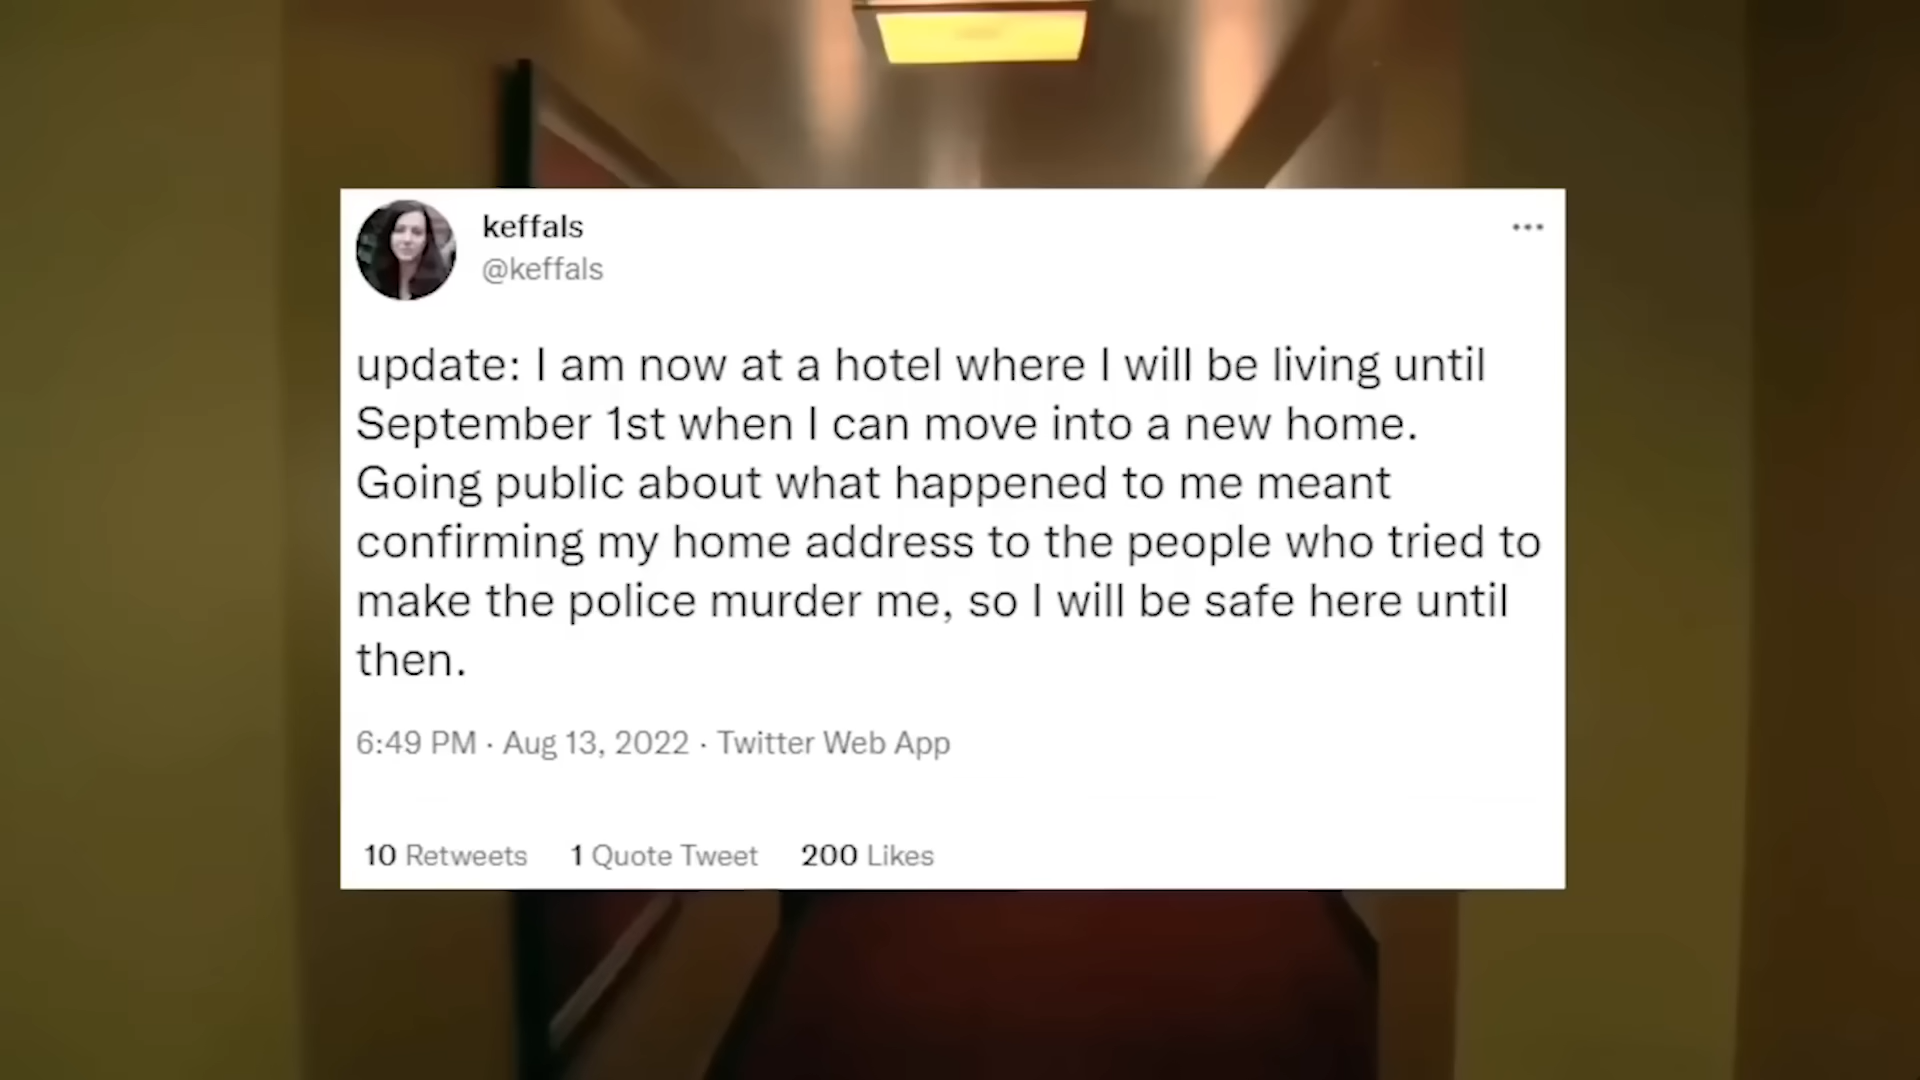 keffals
@keffals
update: I am now at a hotel where I will be living until
September 1st when I can move into a new home.
Going public about what happened to me meant
confirming my home address to the people who tried to
make the police murder me, so I will be safe here until
then.
6:49 PM · Aug 13, 2022 · Twitter Web App
10 Retweets 1 Quote Tweet 200 Likes